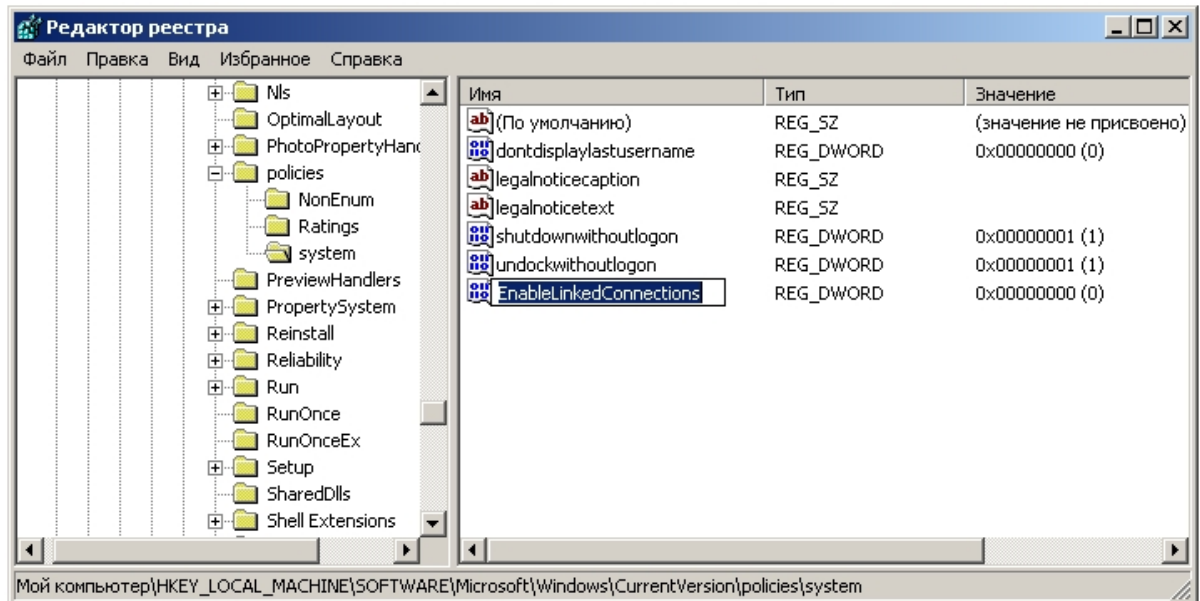 Редактор реестра
Файл Правка Вид Избранное Справка
Nls
OptimalLayout
PhotoPropertyHand
policies
NonEnum
Ratings
system
PreviewHandlers
PropertySystem
Reinstall
Reliability
Run
RunOnce
RunOnceEx
Setup
SharedDlls
Shell Extensions
Имя Тип Значение
(По умолчанию) REG_SZ (значение не присвоено)
dontdisplaylastusername REG_DWORD 0x00000000 (0)
legalnoticecaption REG_SZ
legalnoticetext REG_SZ
shutdownwithoutlogon REG_DWORD 0x00000001 (1)
undockwithoutlogon REG_DWORD 0x00000001 (1)
EnableLinkedConnections REG_DWORD 0x00000000 (0)
Мой компьютер\HKEY_LOCAL_MACHINE\SOFTWARE\Microsoft\Windows\CurrentVersion\policies\system